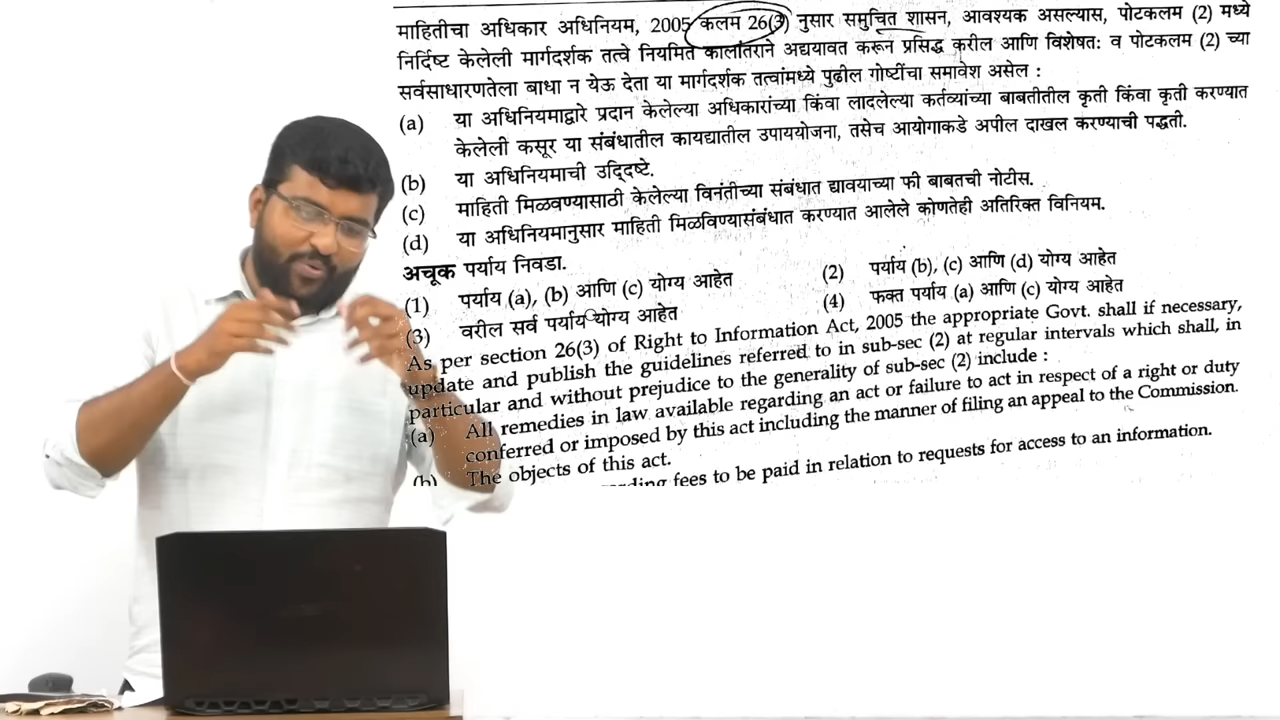 माहितीचा अधिकार अधिनियम, 2005 कलम 26(3) नुसार समुचित शासन, आवश्यक असल्यास, पोटकलम (2) मध्ये
निर्दिष्ट केलेली मार्गदर्शक तत्वे नियमित कालांतराने अद्ययावत करून प्रसिद्ध करील आणि विशेषतः व पोटकलम (2) च्या
सर्वसाधारणतेला बाधा न येऊ देता या मार्गदर्शक तत्वांमध्ये पुढील गोष्टींचा समावेश असेल :
(a) या अधिनियमाद्वारे प्रदान केलेल्या अधिकारांच्या किंवा लादलेल्या कर्तव्यांच्या बाबतीतील कृती किंवा कृती करण्यात
केलेली कसूर या संबंधातील कायद्यातील उपाययोजना, तसेच आयोगाकडे अपील दाखल करण्याची पद्धती.
(b) या अधिनियमाची उद्दिष्टे.
(c) माहिती मिळवण्यासाठी केलेल्या विनंतीच्या संबंधात द्यावयाच्या फी बाबतची नोटीस.
(d) या अधिनियमानुसार माहिती मिळविण्यासंबंधात करण्यात आलेले कोणतेही अतिरिक्त विनियम.
अचूक पर्याय निवडा.
(1) पर्याय (a), (b) आणि (c) योग्य आहेत (2) पर्याय (b), (c) आणि (d) योग्य आहेत
(3) वरील सर्व पर्याय योग्य आहेत (4) फक्त पर्याय (a) आणि (c) योग्य आहेत
As per section 26(3) of Right to Information Act, 2005 the appropriate Govt. shall if necessary,
update and publish the guidelines referred to in sub-sec (2) at regular intervals which shall, in
particular and without prejudice to the generality of sub-sec (2) include :
(a) All remedies in law available regarding an act or failure to act in respect of a right or duty
conferred or imposed by this act including the manner of filing an appeal to the Commission.
(b) The objects of this act.
fees to be paid in relation to requests for access to an information.